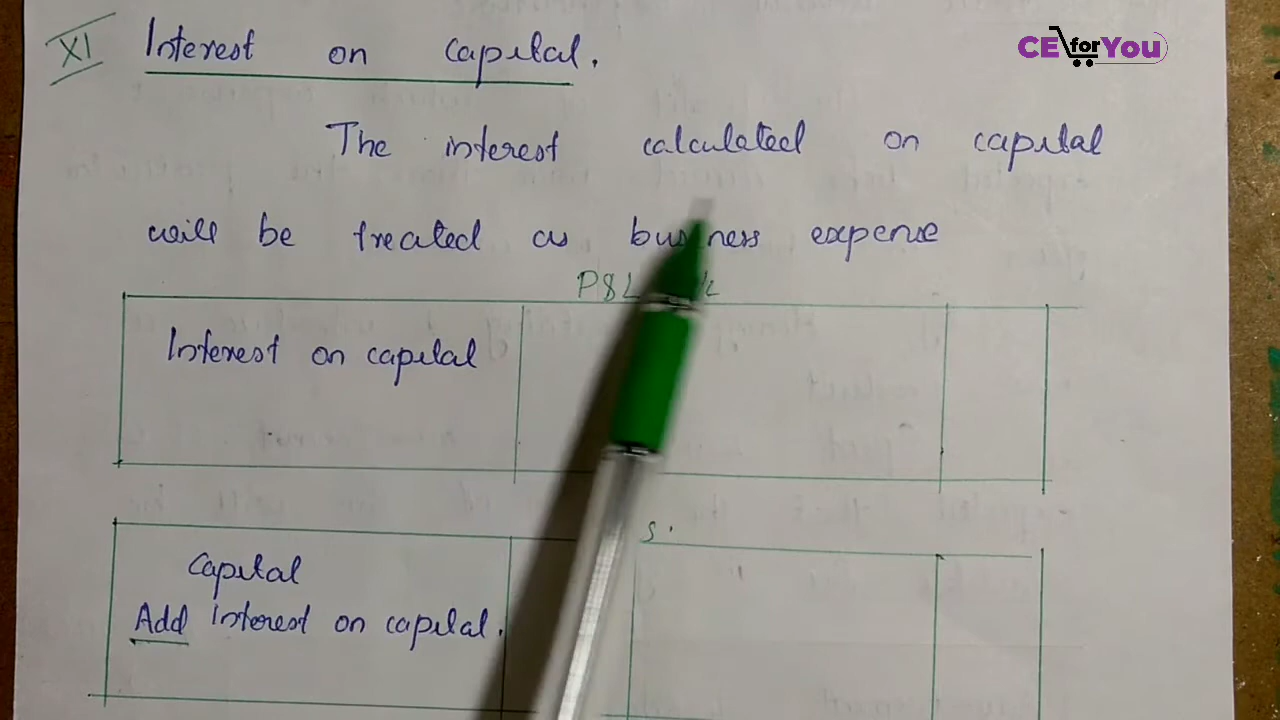 XI Interest on capital.
CE for You
The interest calculated on capital
will be treated as business expense
P&L
Interest on capital
Capital
Add interest on capital.